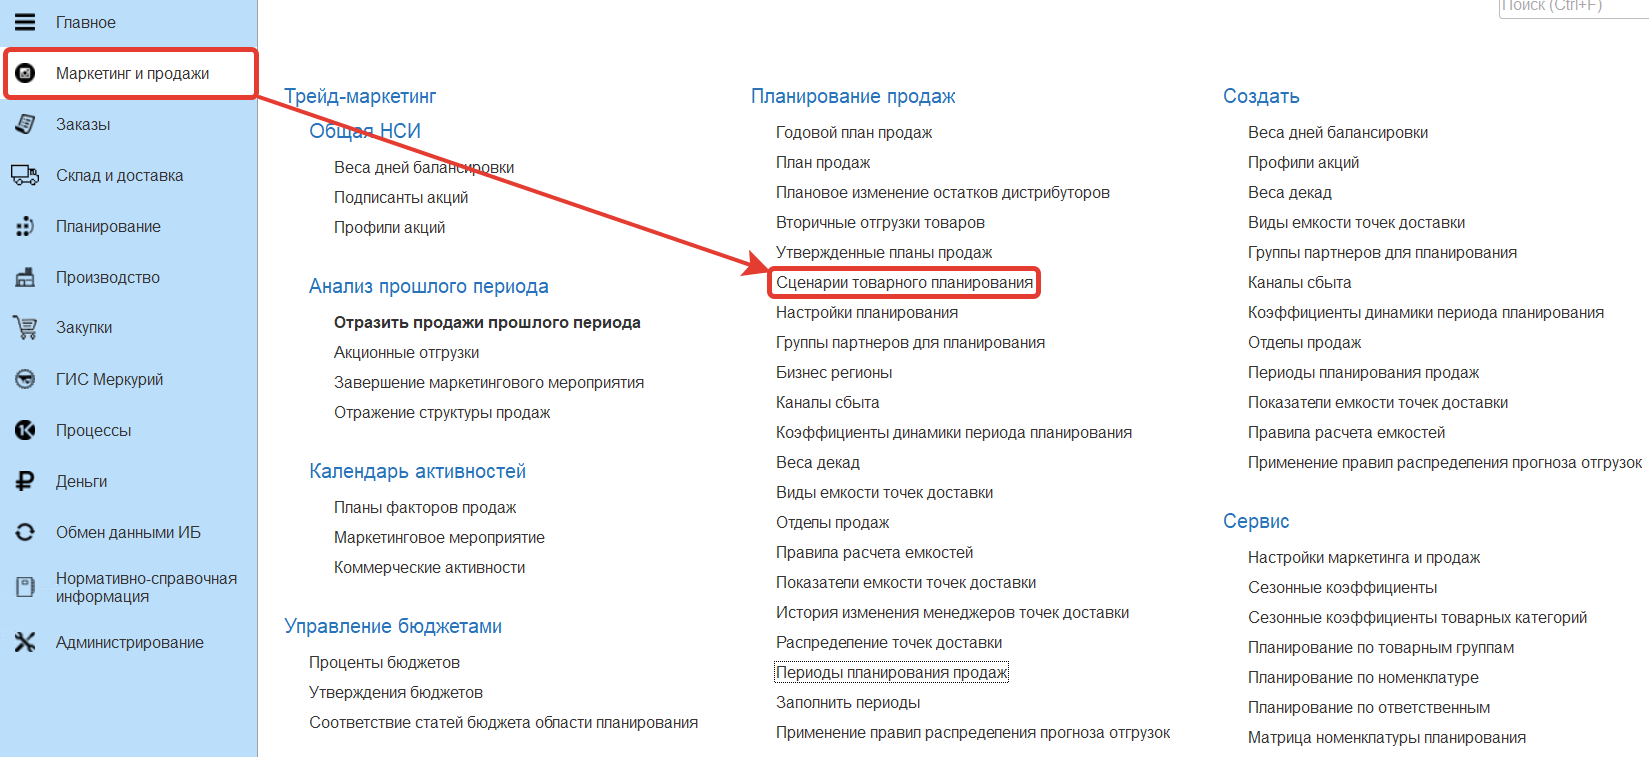 Главное
Маркетинг и продажи
Заказы
Склад и доставка
Планирование
Производство
Закупки
ГИС Меркурий
Процессы
Деньги
Обмен данными ИБ
Нормативно-справочная
информация
Администрирование
Поиск (Ctrl+F)
Трейд-маркетинг
Общая НСИ
Веса дней балансировки
Подписанты акций
Профили акций
Анализ прошлого периода
Отразить продажи прошлого периода
Акционные отгрузки
Завершение маркетингового мероприятия
Отражение структуры продаж
Календарь активностей
Планы факторов продаж
Маркетинговое мероприятие
Коммерческие активности
Управление бюджетами
Проценты бюджетов
Утверждения бюджетов
Соответствие статей бюджета области планирования
Планирование продаж
Годовой план продаж
План продаж
Плановое изменение остатков дистрибуторов
Вторичные отгрузки товаров
Утвержденные планы продаж
Сценарии товарного планирования
Настройки планирования
Группы партнеров для планирования
Бизнес регионы
Каналы сбыта
Коэффициенты динамики периода планирования
Веса декад
Виды емкости точек доставки
Отделы продаж
Правила расчета емкостей
Показатели емкости точек доставки
История изменения менеджеров точек доставки
Распределение точек доставки
Периоды планирования продаж
Заполнить периоды
Применение правил распределения прогноза отгрузок
Создать
Веса дней балансировки
Профили акций
Веса декад
Виды емкости точек доставки
Группы партнеров для планирования
Каналы сбыта
Коэффициенты динамики периода планирования
Отделы продаж
Периоды планирования продаж
Показатели емкости точек доставки
Правила расчета емкостей
Применение правил распределения прогноза отгрузок
Сервис
Настройки маркетинга и продаж
Сезонные коэффициенты
Сезонные коэффициенты товарных категорий
Планирование по товарным группам
Планирование по номенклатуре
Планирование по ответственным
Матрица номенклатуры планирования